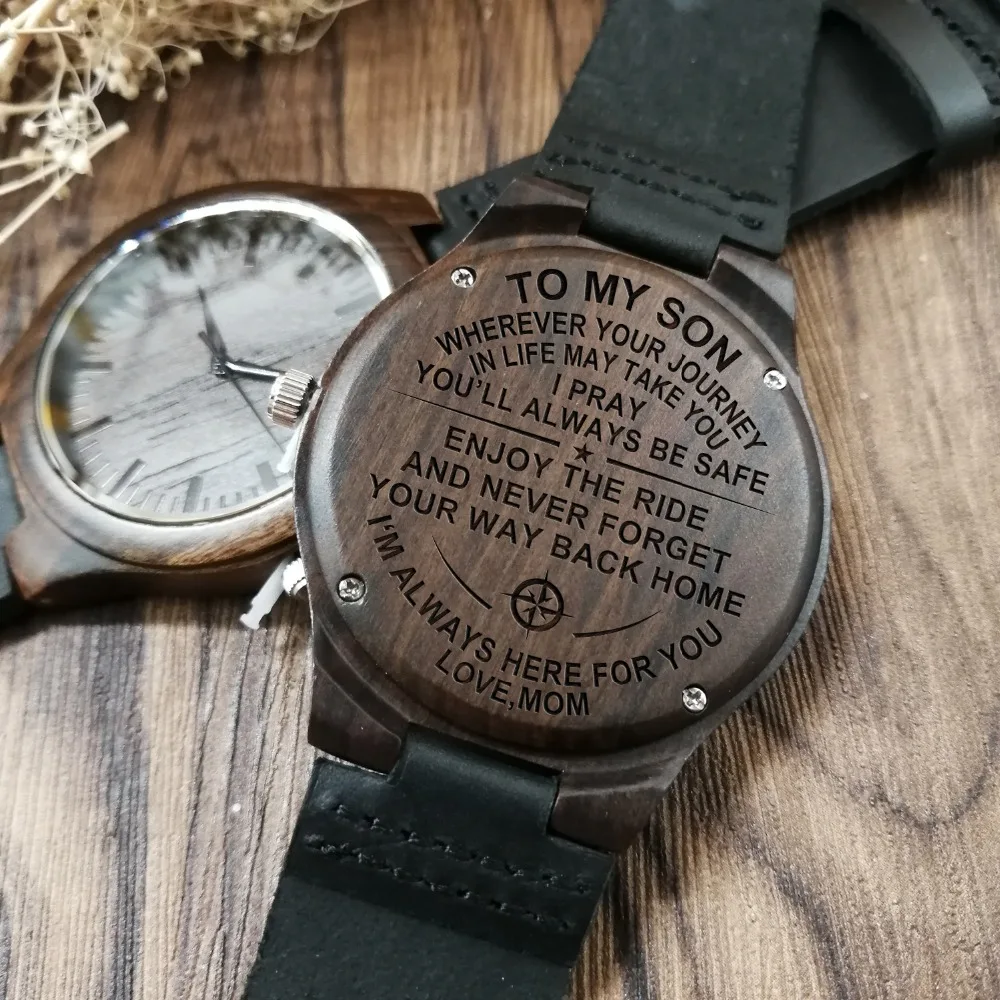 TO MY SON
WHEREVER YOUR JOURNEY
IN LIFE MAY TAKE YOU
I PRAY
YOU'LL ALWAYS BE SAFE
ENJOY THE RIDE
AND NEVER FORGET
YOUR WAY BACK HOME
I'M ALWAYS HERE FOR YOU
LOVE,MOM